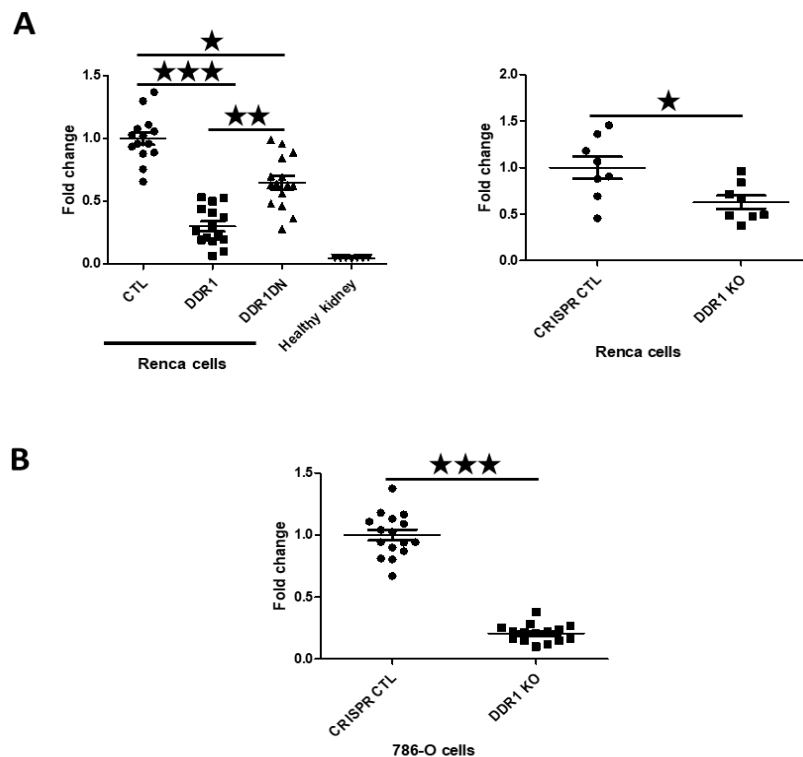 A
Fold change
1.5
1.0
0.5
0.0
CTL
DDR1
DDR1DN
Healthy kidney
Renca cells
Fold change
2.0
1.5
1.0
0.5
0.0
CRISPR CTL
DDR1 KO
Renca cells
B
Fold change
1.5
1.0
0.5
0.0
CRISPR CTL
DDR1 KO
786-O cells